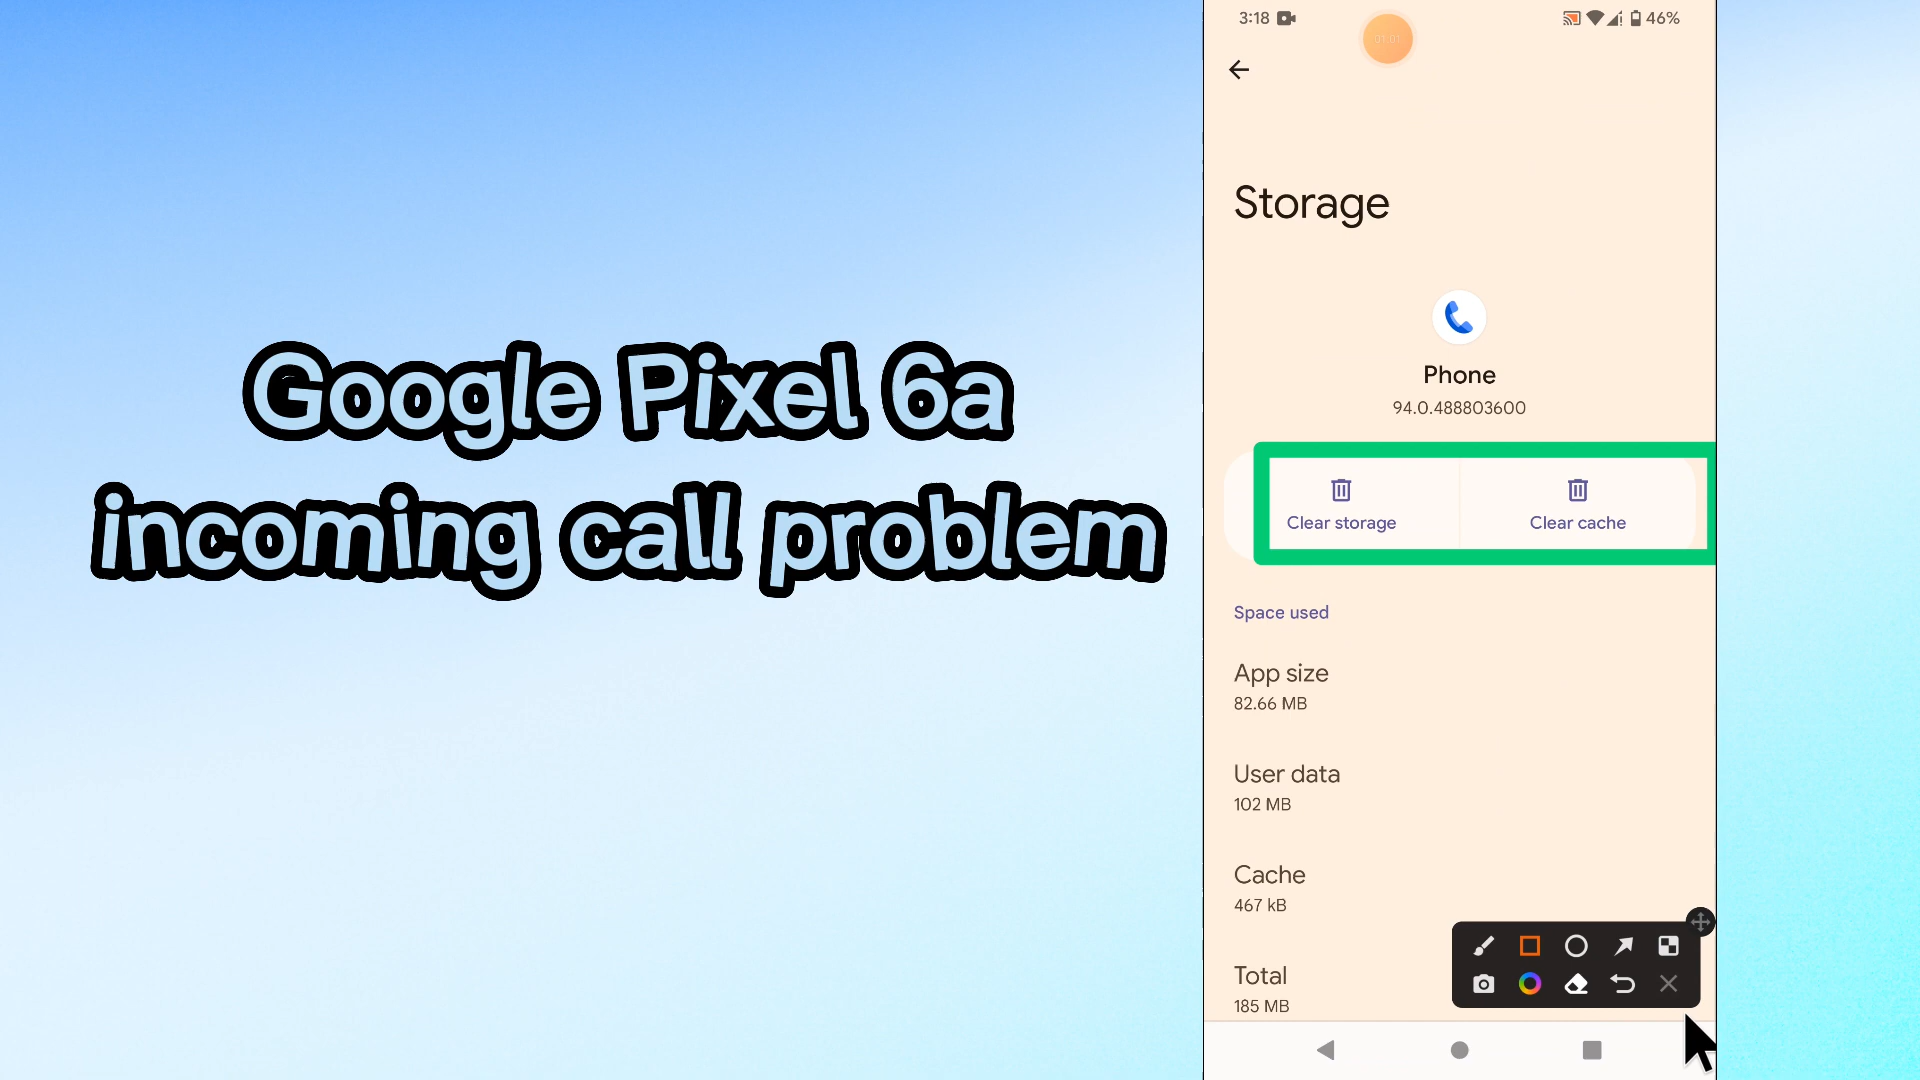 Google Pixel 6a
incoming call problem
3:18
46%
Storage
Phone
94.0.488803600
Clear storage
Clear cache
Space used
App size
82.66 MB
User data
102 MB
Cache
467 kB
Total
185 MB